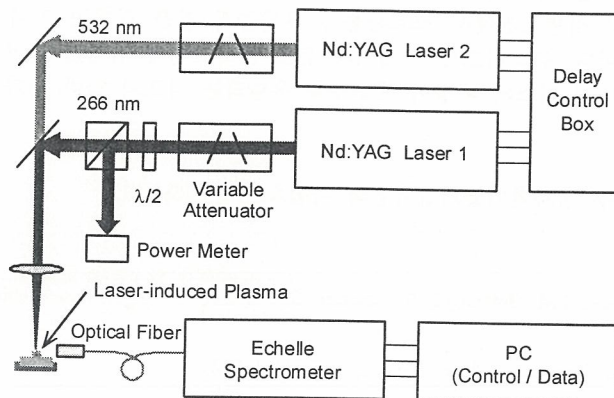 532 nm
Nd:YAG Laser 2
Delay
Control
Box
266 nm
Nd:YAG Laser 1
λ/2
Variable
Attenuator
Power Meter
Laser-induced Plasma
Optical Fiber
Echelle
Spectrometer
PC
(Control / Data)